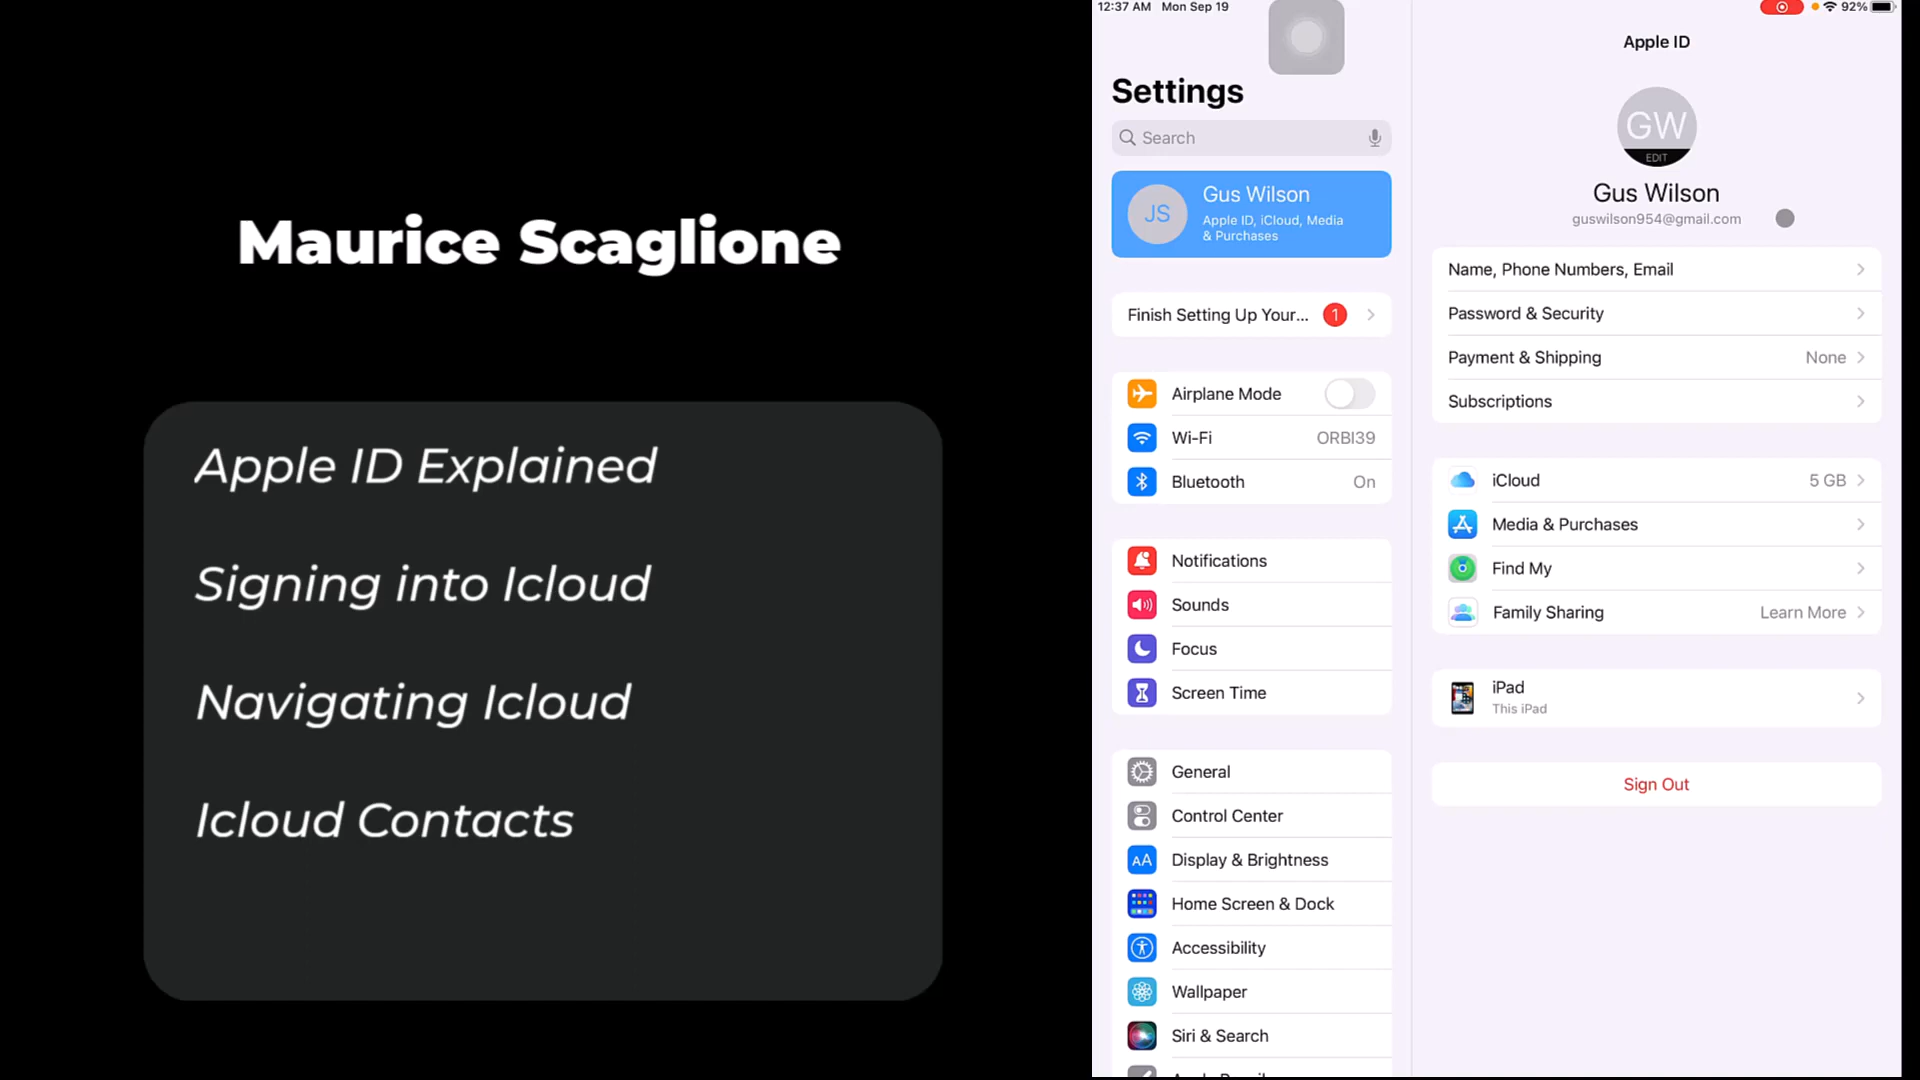 Maurice Scaglione
Apple ID Explained
Signing into Icloud
Navigating Icloud
Icloud Contacts
12:37 AM Mon Sep 19
92%
Settings
Search
JS
Gus Wilson
Apple ID, iCloud, Media
& Purchases
Finish Setting Up Your... 1
Airplane Mode
Wi-Fi ORBI39
Bluetooth On
Notifications
Sounds
Focus
Screen Time
General
Control Center
AA Display & Brightness
Home Screen & Dock
Accessibility
Wallpaper
Siri & Search
Apple ID
GW
EDIT
Gus Wilson
guswilson954@gmail.com
Name, Phone Numbers, Email
Password & Security
Payment & Shipping None
Subscriptions
iCloud 5 GB
Media & Purchases
Find My
Family Sharing Learn More
iPad
This iPad
Sign Out